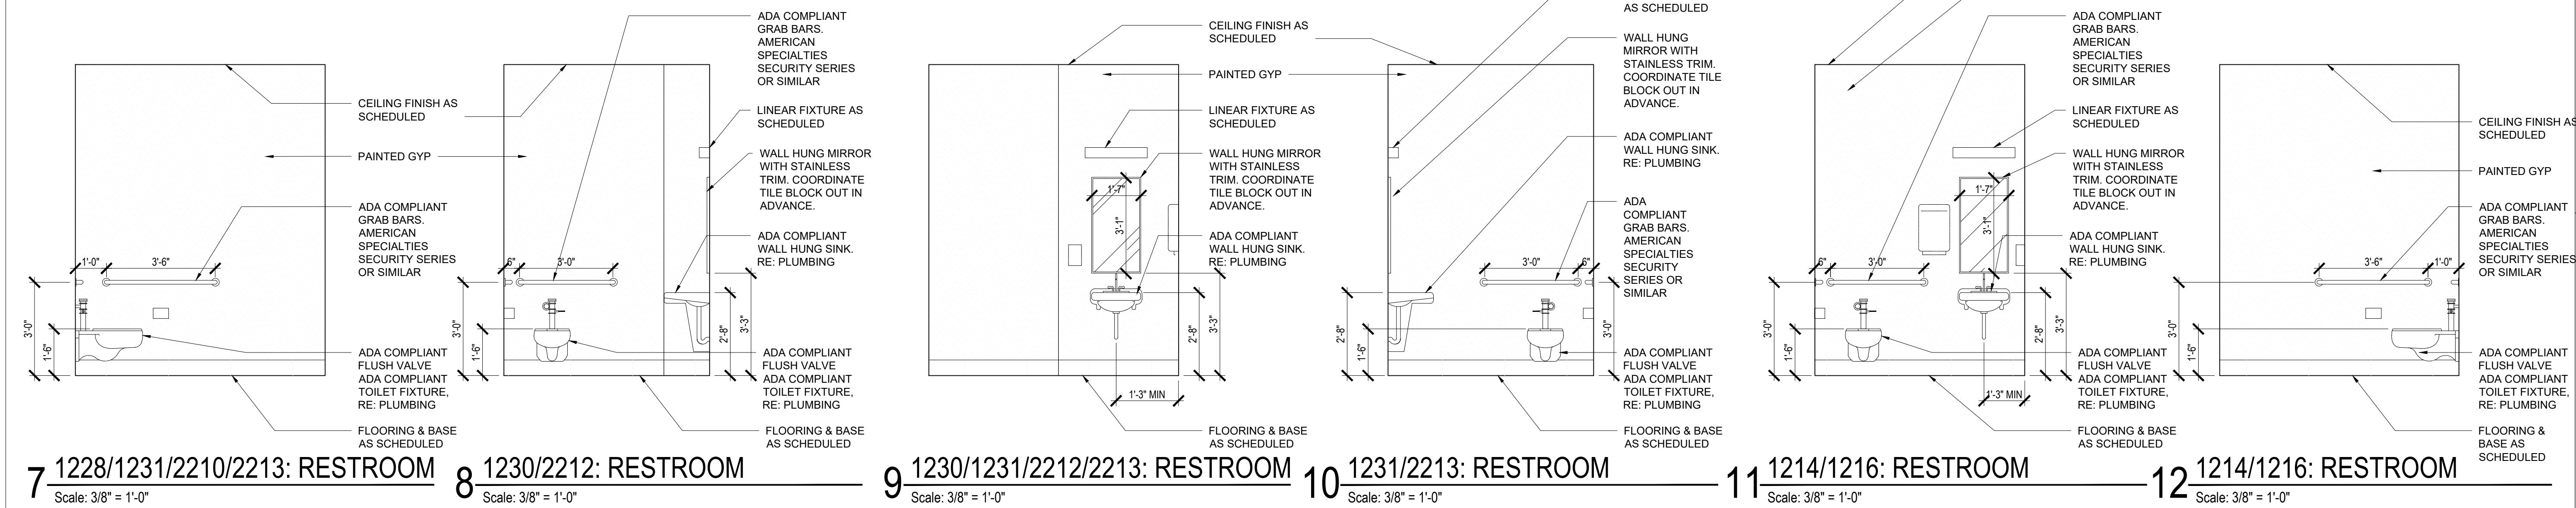 CEILING FINISH AS
SCHEDULED
PAINTED GYP
ADA COMPLIANT
GRAB BARS.
AMERICAN
SPECIALTIES
SECURITY SERIES
OR SIMILAR
1'-0"
3'-6"
3'-0"
1'-6"
ADA COMPLIANT
FLUSH VALVE
ADA COMPLIANT
TOILET FIXTURE,
RE: PLUMBING
FLOORING & BASE
AS SCHEDULED
7
1228/1231/2210/2213: RESTROOM
Scale: 3/8" = 1'-0"
ADA COMPLIANT
GRAB BARS.
AMERICAN
SPECIALTIES
SECURITY SERIES
OR SIMILAR
LINEAR FIXTURE AS
SCHEDULED
WALL HUNG MIRROR
WITH STAINLESS
TRIM. COORDINATE
TILE BLOCK OUT IN
ADVANCE.
ADA COMPLIANT
WALL HUNG SINK.
RE: PLUMBING
6"
3'-0"
3'-0"
1'-6"
2'-8"
3'-3"
ADA COMPLIANT
FLUSH VALVE
ADA COMPLIANT
TOILET FIXTURE,
RE: PLUMBING
FLOORING & BASE
AS SCHEDULED
8
1230/2212: RESTROOM
Scale: 3/8" = 1'-0"
CEILING FINISH AS
SCHEDULED
PAINTED GYP
LINEAR FIXTURE AS
SCHEDULED
WALL HUNG MIRROR
WITH STAINLESS
TRIM. COORDINATE
TILE BLOCK OUT IN
ADVANCE.
ADA COMPLIANT
WALL HUNG SINK.
RE: PLUMBING
1'-7"
3'-1"
2'-8"
3'-3"
1'-3" MIN
FLOORING & BASE
AS SCHEDULED
9
1230/1231/2212/2213: RESTROOM
Scale: 3/8" = 1'-0"
AS SCHEDULED
WALL HUNG
MIRROR WITH
STAINLESS TRIM.
COORDINATE TILE
BLOCK OUT IN
ADVANCE.
ADA COMPLIANT
WALL HUNG SINK.
RE: PLUMBING
ADA
COMPLIANT
GRAB BARS.
AMERICAN
SPECIALTIES
SECURITY
SERIES OR
SIMILAR
3'-0"
6"
2'-8"
1'-6"
3'-0"
ADA COMPLIANT
FLUSH VALVE
ADA COMPLIANT
TOILET FIXTURE,
RE: PLUMBING
FLOORING & BASE
AS SCHEDULED
10
1231/2213: RESTROOM
Scale: 3/8" = 1'-0"
ADA COMPLIANT
GRAB BARS.
AMERICAN
SPECIALTIES
SECURITY SERIES
OR SIMILAR
LINEAR FIXTURE AS
SCHEDULED
WALL HUNG MIRROR
WITH STAINLESS
TRIM. COORDINATE
TILE BLOCK OUT IN
ADVANCE.
ADA COMPLIANT
WALL HUNG SINK.
RE: PLUMBING
1'-7"
3'-1"
6"
3'-0"
3'-0"
1'-6"
2'-8"
3'-3"
1'-3" MIN
ADA COMPLIANT
FLUSH VALVE
ADA COMPLIANT
TOILET FIXTURE,
RE: PLUMBING
FLOORING & BASE
AS SCHEDULED
11
1214/1216: RESTROOM
Scale: 3/8" = 1'-0"
CEILING FINISH AS
SCHEDULED
PAINTED GYP
ADA COMPLIANT
GRAB BARS.
AMERICAN
SPECIALTIES
SECURITY SERIES
OR SIMILAR
3'-6"
1'-0"
3'-0"
1'-6"
ADA COMPLIANT
FLUSH VALVE
ADA COMPLIANT
TOILET FIXTURE,
RE: PLUMBING
FLOORING &
BASE AS
SCHEDULED
12
1214/1216: RESTROOM
Scale: 3/8" = 1'-0"